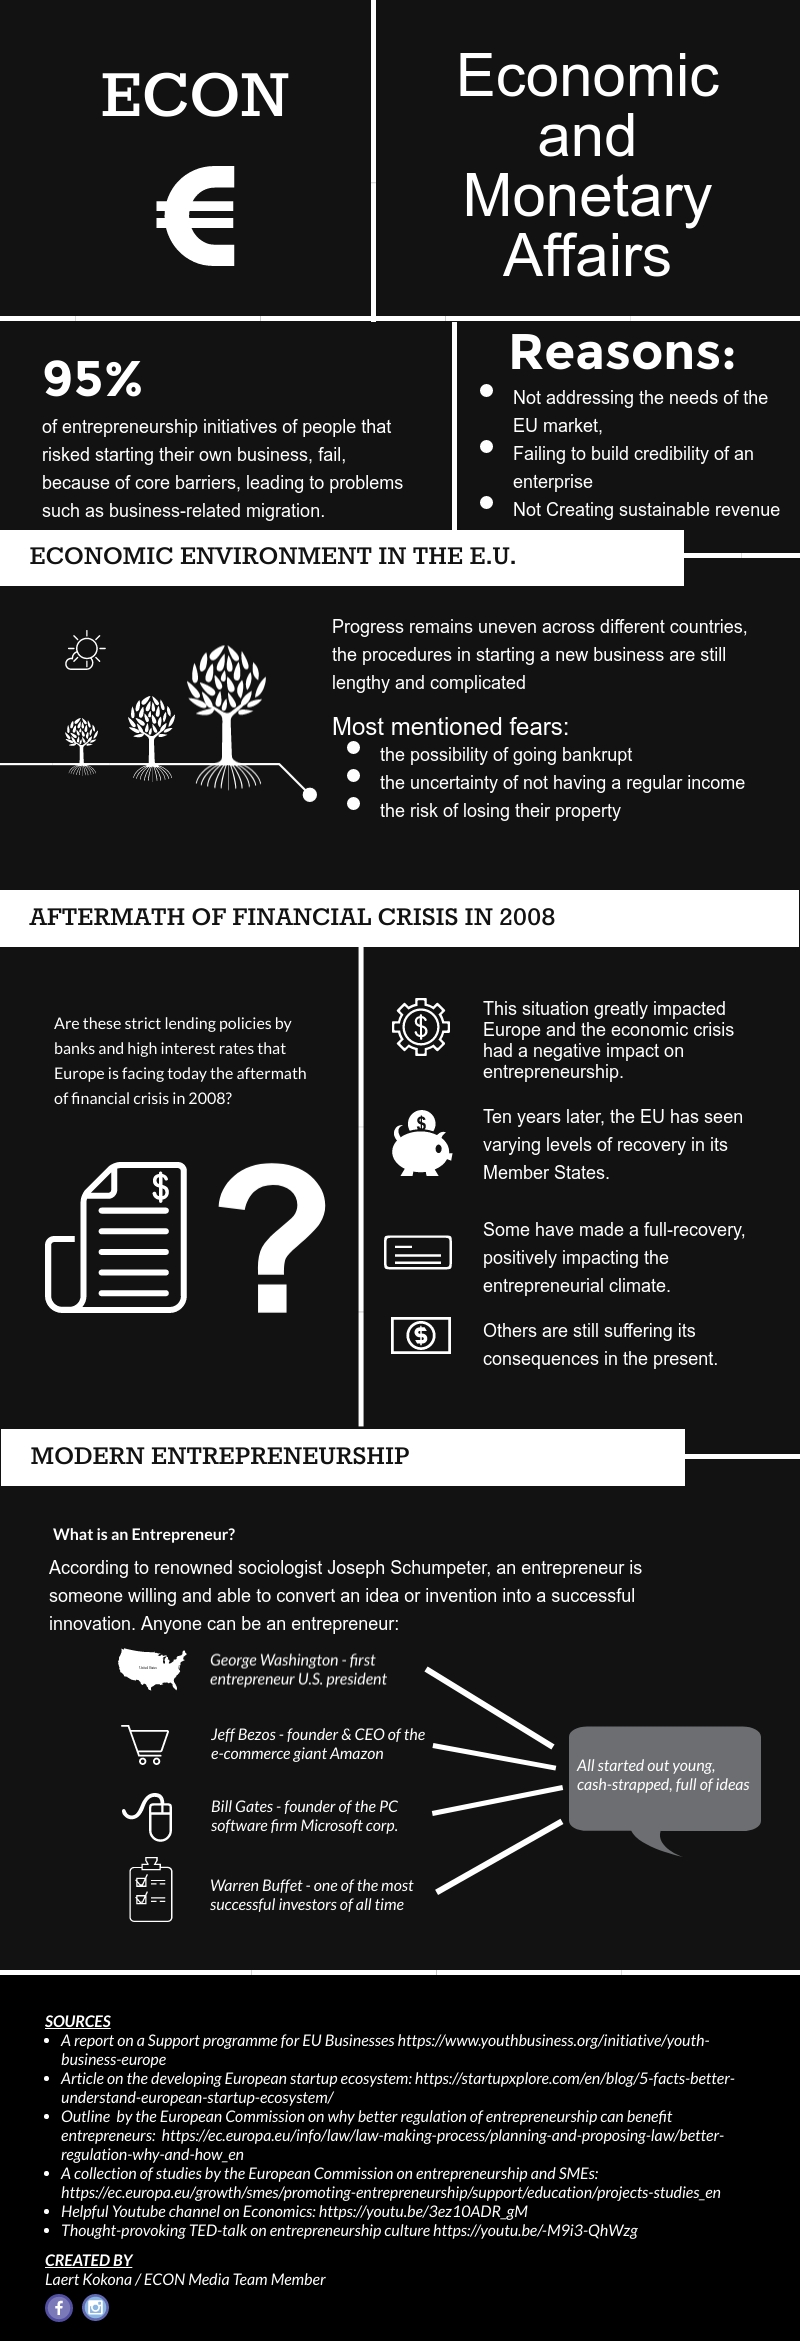 ECON
€
Economic
and
Monetary
Affairs
95%
of entrepreneurship initiatives of people that
risked starting their own business, fail,
because of core barriers, leading to problems
such as business-related migration.
Reasons:
Not addressing the needs of the
EU market,
Failing to build credibility of an
enterprise
Not Creating sustainable revenue
ECONOMIC ENVIRONMENT IN THE E.U.
Progress remains uneven across different countries,
the procedures in starting a new business are still
lengthy and complicated
Most mentioned fears:
the possibility of going bankrupt
the uncertainty of not having a regular income
the risk of losing their property
AFTERMATH OF FINANCIAL CRISIS IN 2008
Are these strict lending policies by
banks and high interest rates that
Europe is facing today the aftermath
of financial crisis in 2008?
$
?
$
This situation greatly impacted
Europe and the economic crisis
had a negative impact on
entrepreneurship.
$
Ten years later, the EU has seen
varying levels of recovery in its
Member States.
Some have made a full-recovery,
positively impacting the
entrepreneurial climate.
$
Others are still suffering its
consequences in the present.
MODERN ENTREPRENEURSHIP
What is an Entrepreneur?
According to renowned sociologist Joseph Schumpeter, an entrepreneur is
someone willing and able to convert an idea or invention into a successful
innovation. Anyone can be an entrepreneur:
United States
George Washington - first
entrepreneur U.S. president
Jeff Bezos - founder & CEO of the
e-commerce giant Amazon
Bill Gates - founder of the PC
software firm Microsoft corp.
Warren Buffet - one of the most
successful investors of all time
All started out young,
cash-strapped, full of ideas
SOURCES
• A report on a Support programme for EU Businesses https://www.youthbusiness.org/initiative/youth-
business-europe
• Article on the developing European startup ecosystem: https://startupxplore.com/en/blog/5-facts-better-
understand-european-startup-ecosystem/
• Outline by the European Commission on why better regulation of entrepreneurship can benefit
entrepreneurs: https://ec.europa.eu/info/law/law-making-process/planning-and-proposing-law/better-
regulation-why-and-how_en
• A collection of studies by the European Commission on entrepreneurship and SMEs:
https://ec.europa.eu/growth/smes/promoting-entrepreneurship/support/education/projects-studies_en
• Helpful Youtube channel on Economics: https://youtu.be/3ez10ADR_gM
• Thought-provoking TED-talk on entrepreneurship culture https://youtu.be/-M9i3-QhWzg
CREATED BY
Laert Kokona / ECON Media Team Member